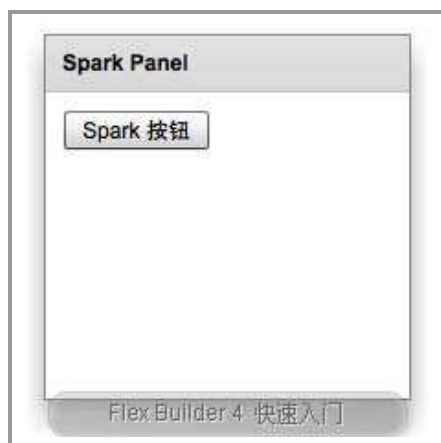 Spark Panel
Spark 按钮
Flex Builder 4 快速入门